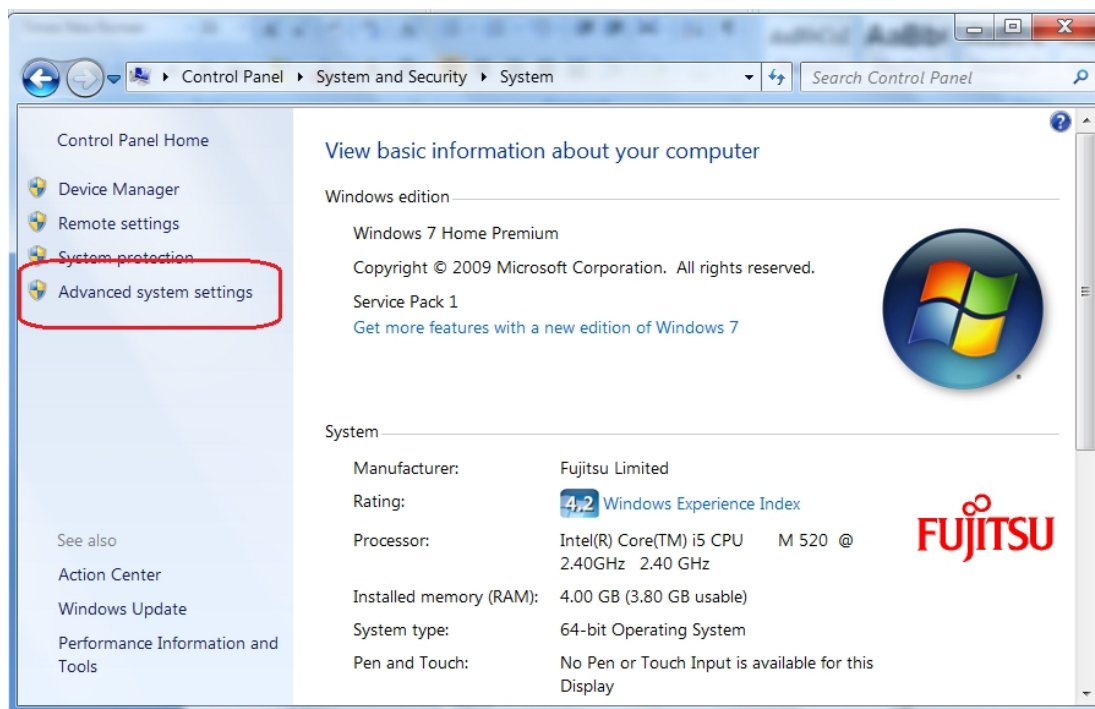 Control Panel System and Security System
Search Control Panel
Control Panel Home
Device Manager
Remote settings
System protection
Advanced system settings
See also
Action Center
Windows Update
Performance Information and
Tools
View basic information about your computer
Windows edition
Windows 7 Home Premium
Copyright © 2009 Microsoft Corporation. All rights reserved.
Service Pack 1
Get more features with a new edition of Windows 7
System
Manufacturer: Fujitsu Limited
Rating: 4,2 Windows Experience Index
Processor: Intel(R) Core(TM) i5 CPU M 520 @
2.40GHz 2.40 GHz
Installed memory (RAM): 4.00 GB (3.80 GB usable)
System type: 64-bit Operating System
Pen and Touch: No Pen or Touch Input is available for this
Display
FUJITSU